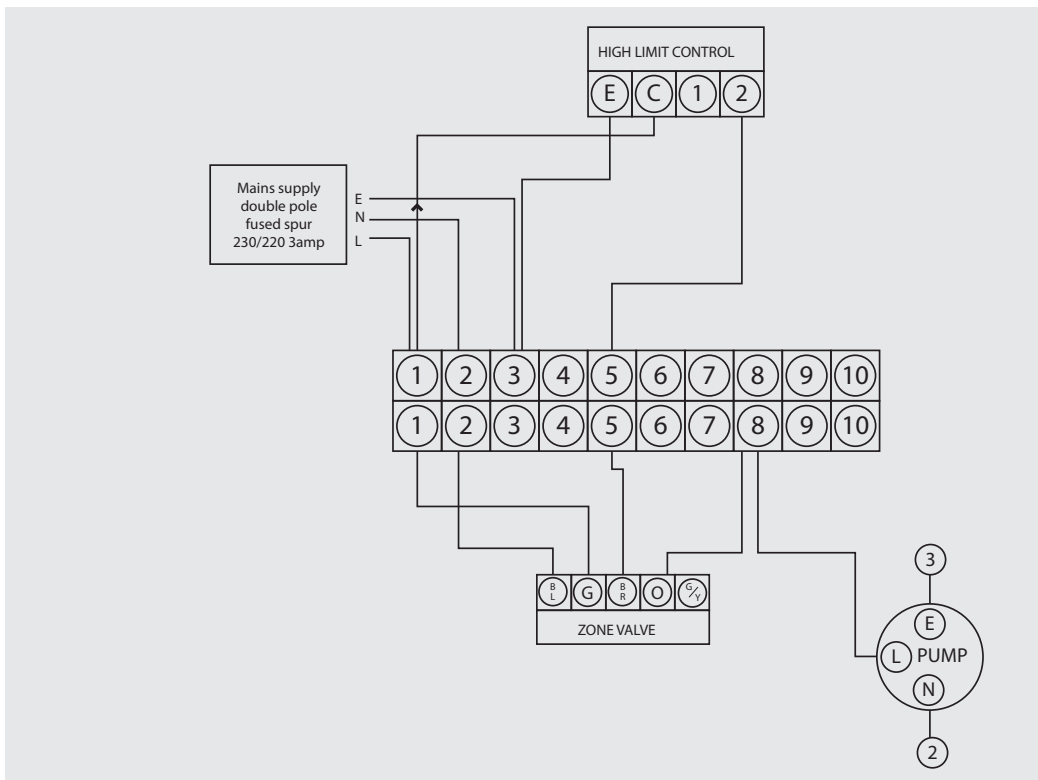 HIGH LIMIT CONTROL
E C 1 2
Mains supply
double pole
fused spur
230/220 3amp
E
N
L
1 2 3 4 5 6 7 8 9 10
1 2 3 4 5 6 7 8 9 10
B L G B R O G/Y
ZONE VALVE
3
E
L PUMP
N
2